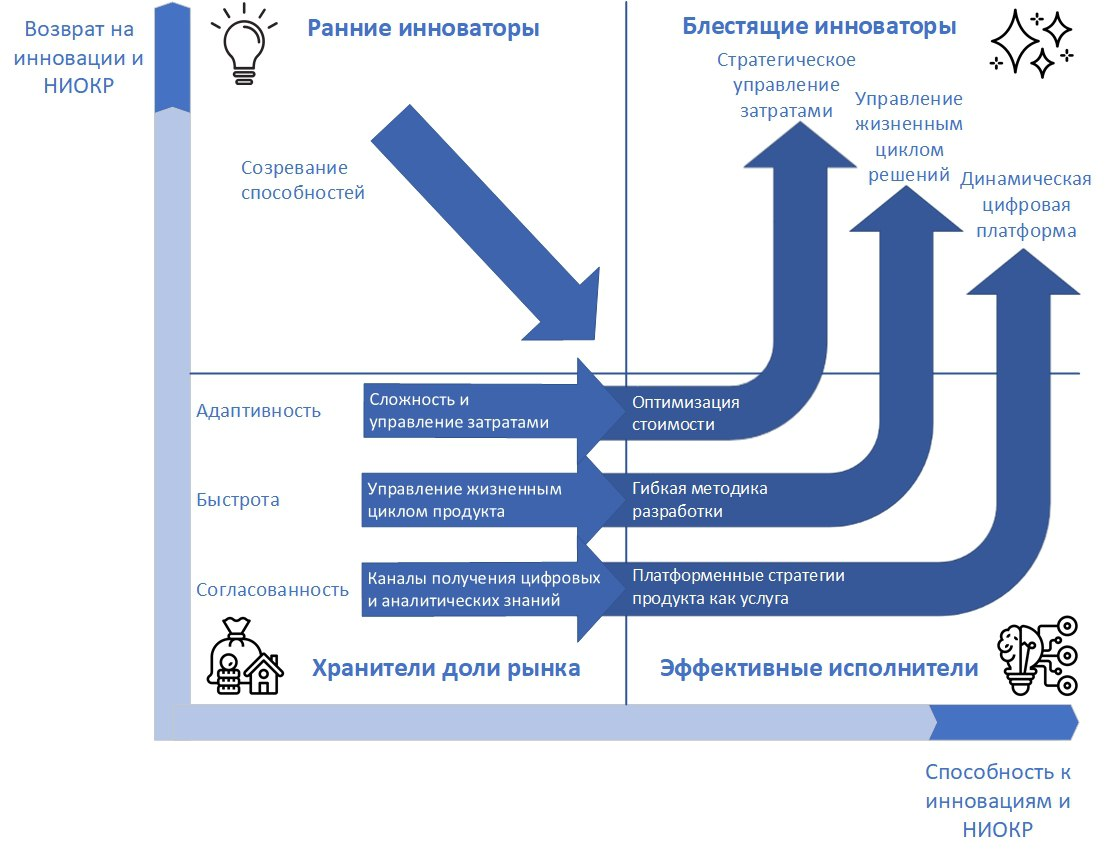 Возврат на
инновации и
НИОКР
Ранние инноваторы
Блестящие инноваторы
Стратегическое
управление
затратами
Управление
жизненным
циклом
решений
Динамическая
цифровая
платформа
Созревание
способностей
Адаптивность
Сложность и
управление затратами
Оптимизация
стоимости
Быстрота
Управление жизненным
циклом продукта
Гибкая методика
разработки
Согласованность
Каналы получения цифровых
и аналитических знаний
Платформенные стратегии
продукта как услуга
Хранители доли рынка
Эффективные исполнители
Способность к
инновациям и
НИОКР